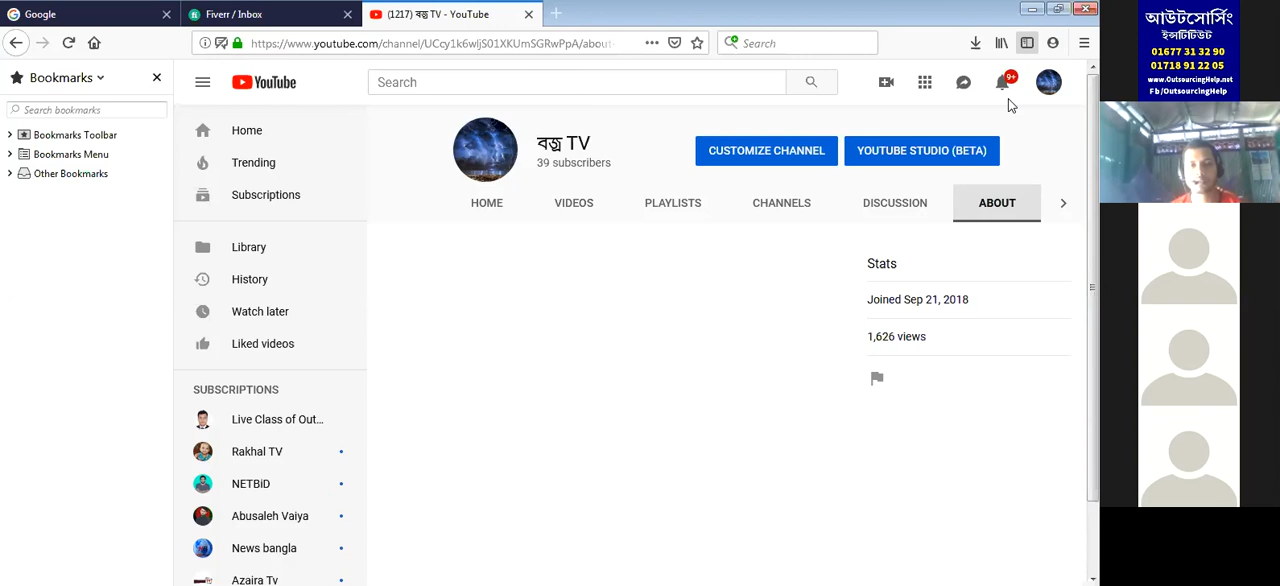 Google
Fiverr / Inbox
(1217) বজ্র TV - YouTube
https://www.youtube.com/channel/UCcy1k6wIjS01XKUmSGRwPpA/abou
Search
Bookmarks
Search bookmarks
Bookmarks Toolbar
Bookmarks Menu
Other Bookmarks
YouTube
Search
9+
Home
Trending
Subscriptions
Library
History
Watch later
Liked videos
SUBSCRIPTIONS
Live Class of Out...
Rakhal TV
NETBiD
Abusaleh Vaiya
News bangla
Azaira Tv
বজ্র TV
39 subscribers
CUSTOMIZE CHANNEL
YOUTUBE STUDIO (BETA)
HOME
VIDEOS
PLAYLISTS
CHANNELS
DISCUSSION
ABOUT
Stats
Joined Sep 21, 2018
1,626 views
আউটসোর্সিং
ইন্সটিটিউট
01677 31 32 90
01718 91 22 05
www.OutsourcingHelp.net
Fb/OutsourcingHelp